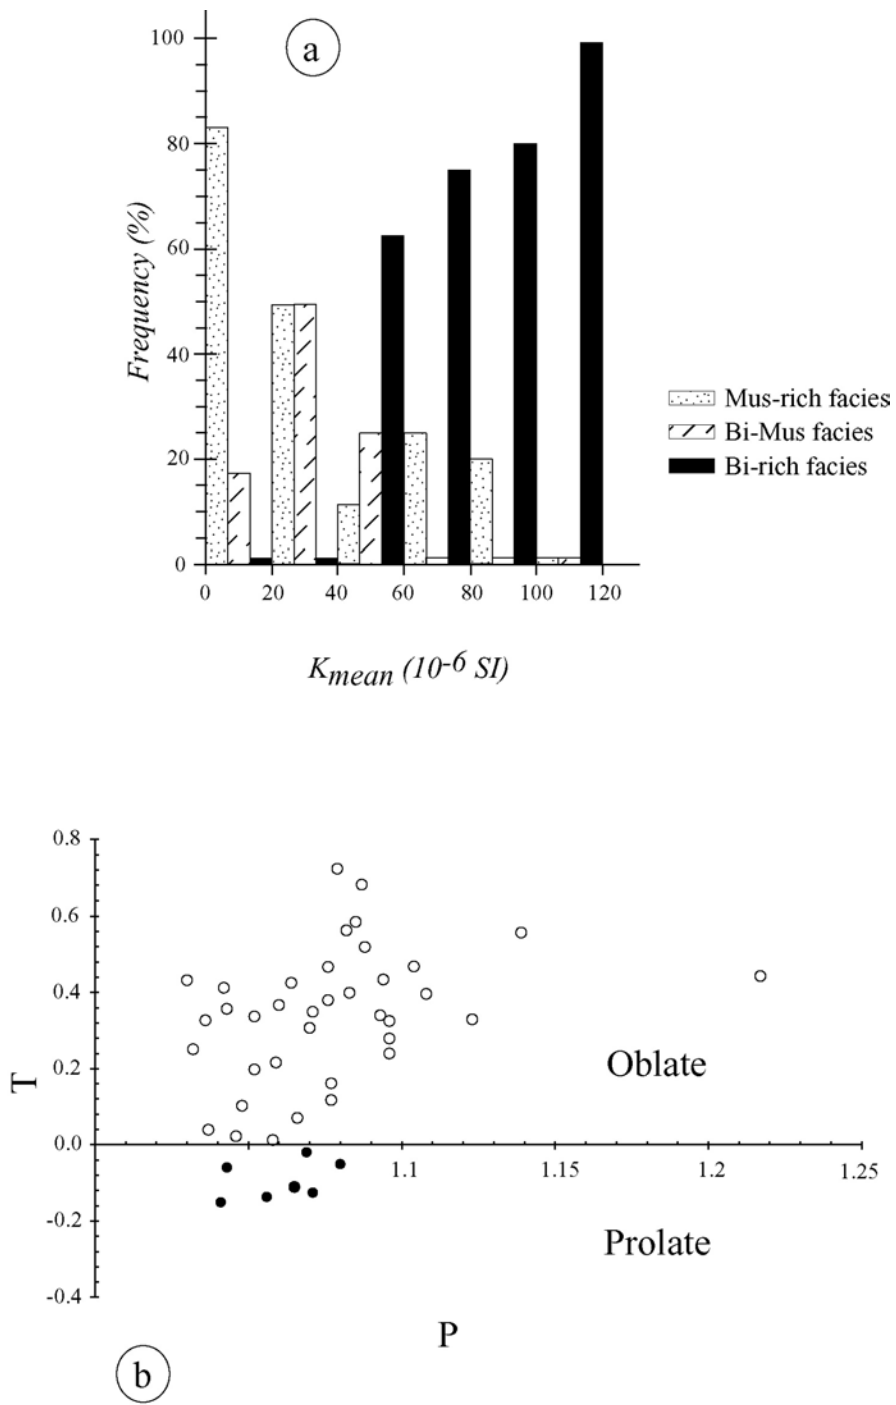 a
100
80
60
40
20
0
Frequency (%)
0 20 40 60 80 100 120
Kmean (10-6 SI)
Mus-rich facies
Bi-Mus facies
Bi-rich facies
0.8
0.6
0.4
0.2
0.0
-0.2
-0.4
T
1.1 1.15 1.2 1.25
Oblate
Prolate
P
b